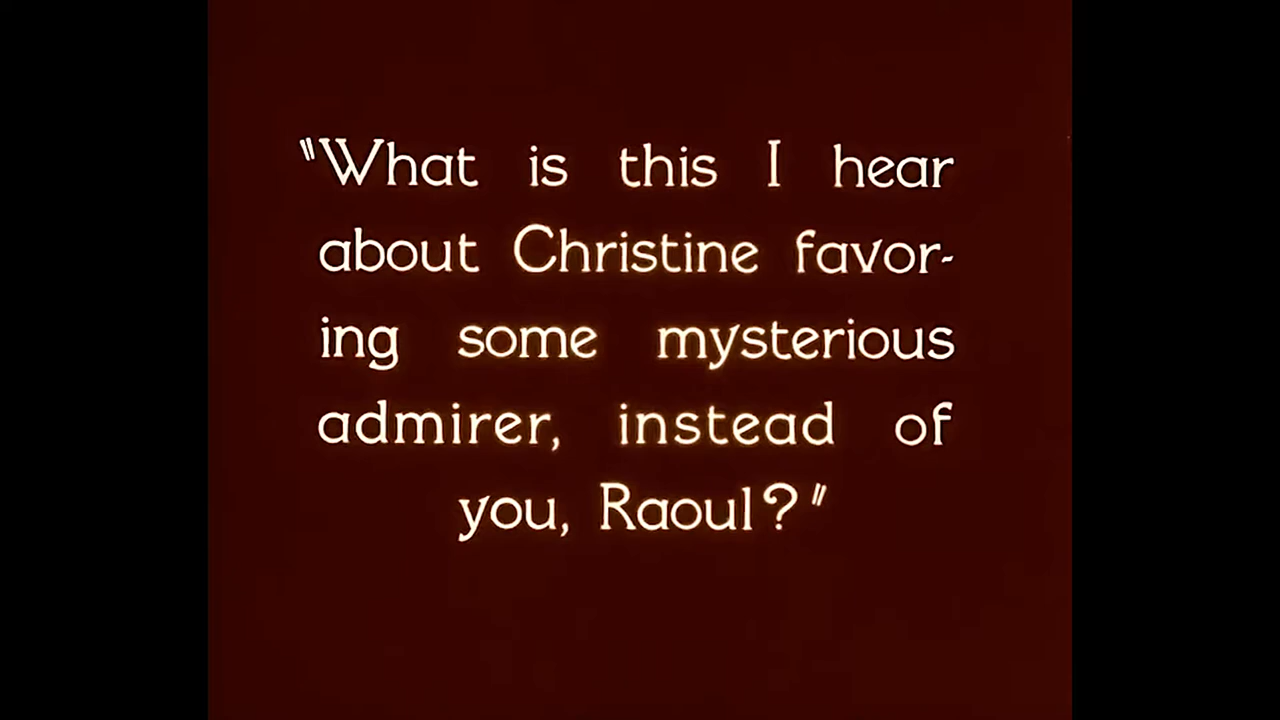 "What is this I hear
about Christine favor-
ing some mysterious
admirer, instead of
you, Raoul?"